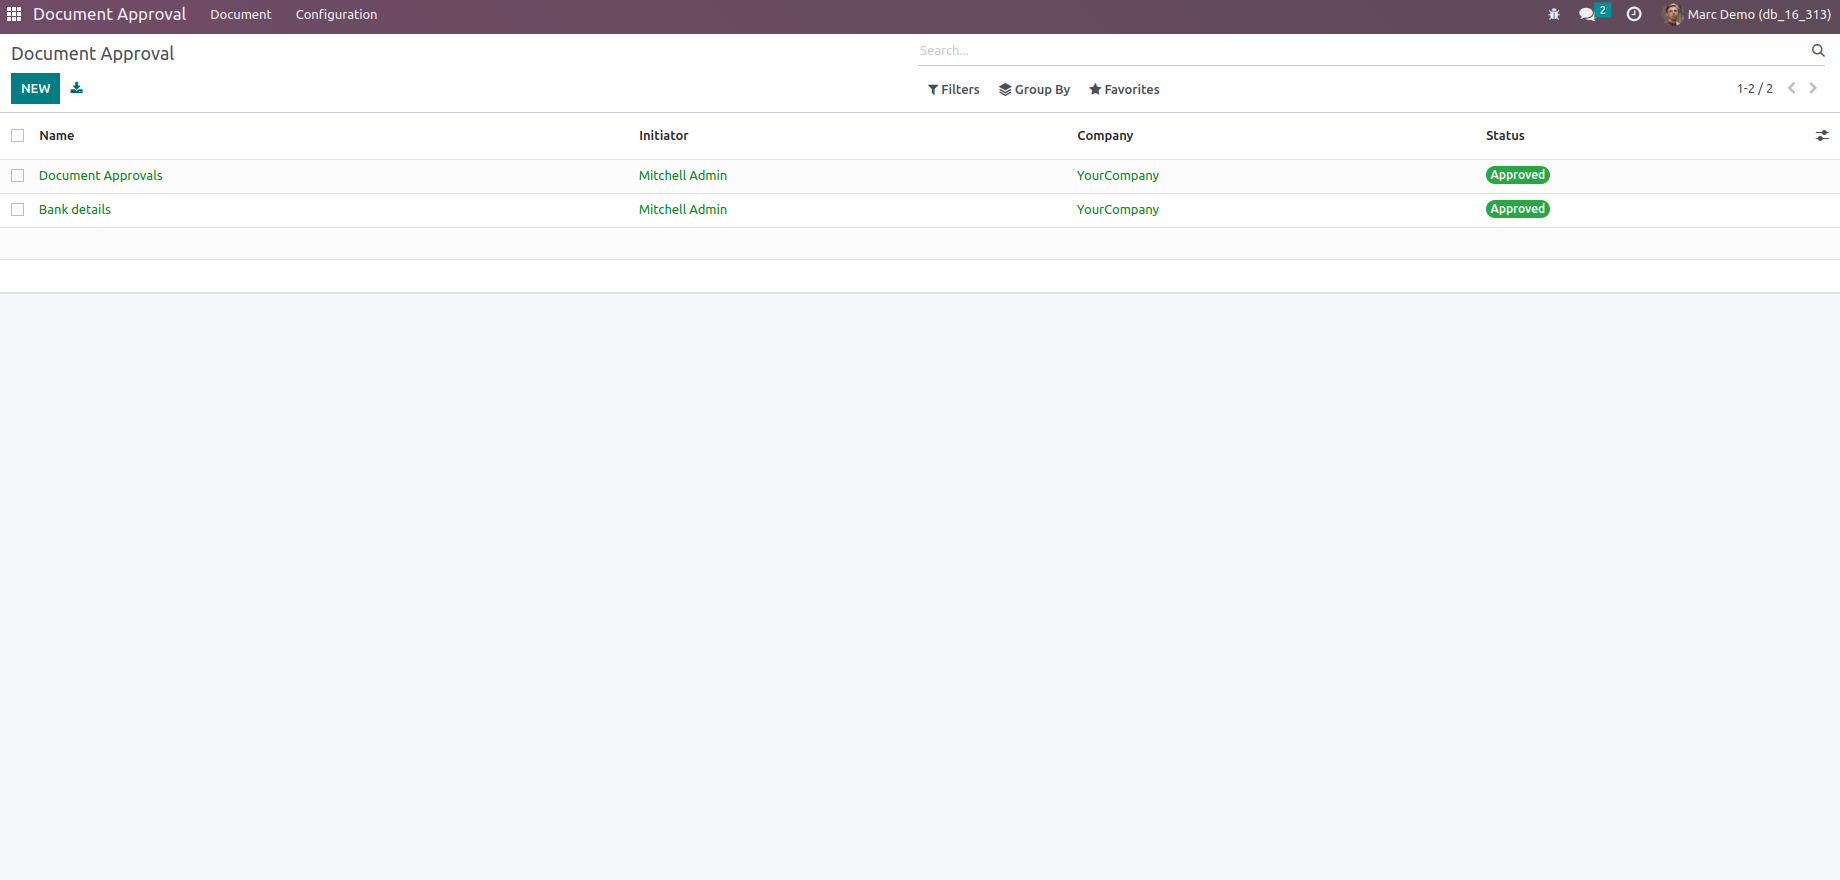 Document Approval Document Configuration 2 Marc Demo (db_16_313)
Document Approval Search...
NEW Filters Group By Favorites 1-2 / 2
Name Initiator Company Status
Document Approvals Mitchell Admin YourCompany Approved
Bank details Mitchell Admin YourCompany Approved